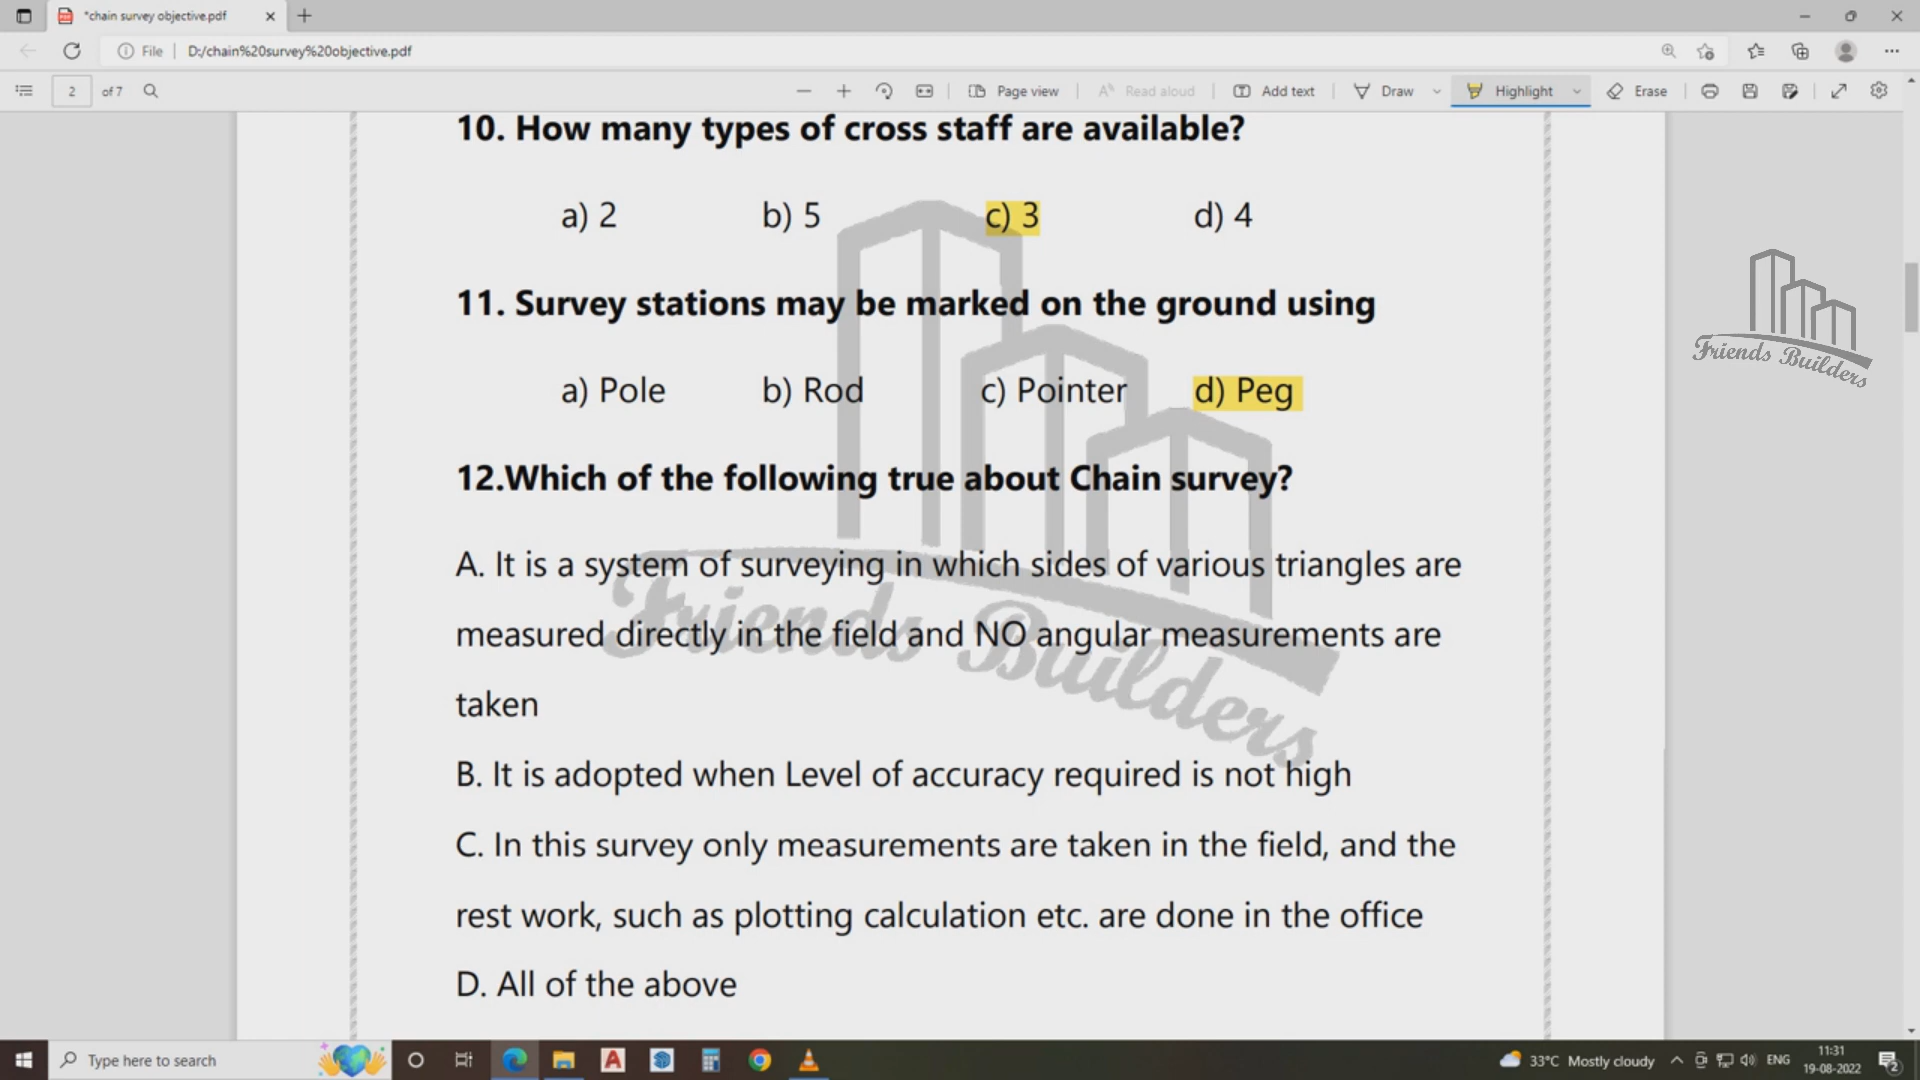 *chain survey objective.pdf
File D:/chain%20survey%20objective.pdf
2 of 7 Page view Read aloud Add text Draw Highlight Erase
10. How many types of cross staff are available?
a) 2 b) 5 c) 3 d) 4
11. Survey stations may be marked on the ground using
a) Pole b) Rod c) Pointer d) Peg
12.Which of the following true about Chain survey?
A. It is a system of surveying in which sides of various triangles are
measured directly in the field and NO angular measurements are
taken
B. It is adopted when Level of accuracy required is not high
C. In this survey only measurements are taken in the field, and the
rest work, such as plotting calculation etc. are done in the office
D. All of the above
Friends Builders
Friends Builders
Type here to search
33°C Mostly cloudy ENG 11:31
19-08-2022 2